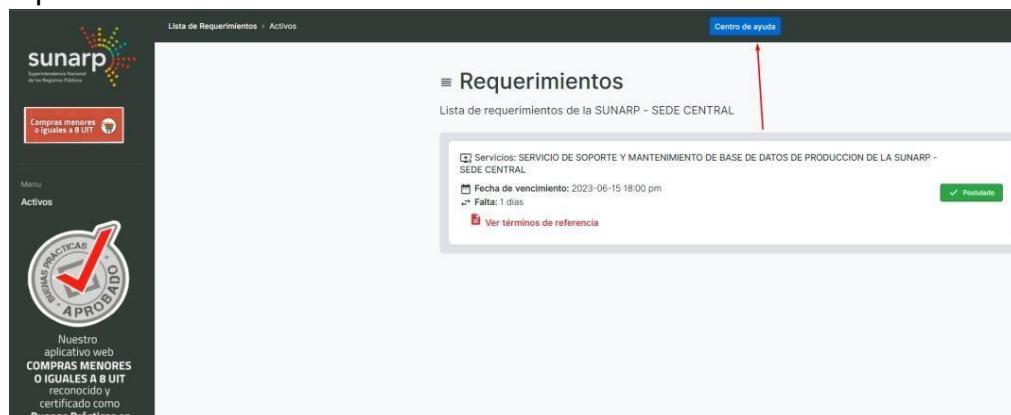 Lista de Requerimientos > Activos
Centro de ayuda
sunarp
Superintendencia Nacional
de los Registros Públicos
Compras menores
o iguales a 8 UIT
Menu
Activos
BUENAS PRÁCTICAS
APROBADO
Nuestro
aplicativo web
COMPRAS MENORES
O IGUALES A 8 UIT
reconocido y
certificado como
Requerimientos
Lista de requerimientos de la SUNARP - SEDE CENTRAL
Servicios: SERVICIO DE SOPORTE Y MANTENIMIENTO DE BASE DE DATOS DE PRODUCCION DE LA SUNARP -
SEDE CENTRAL
Fecha de vencimiento: 2023-06-15 18:00 pm
Falta: 1 dias
Postulado
Ver términos de referencia